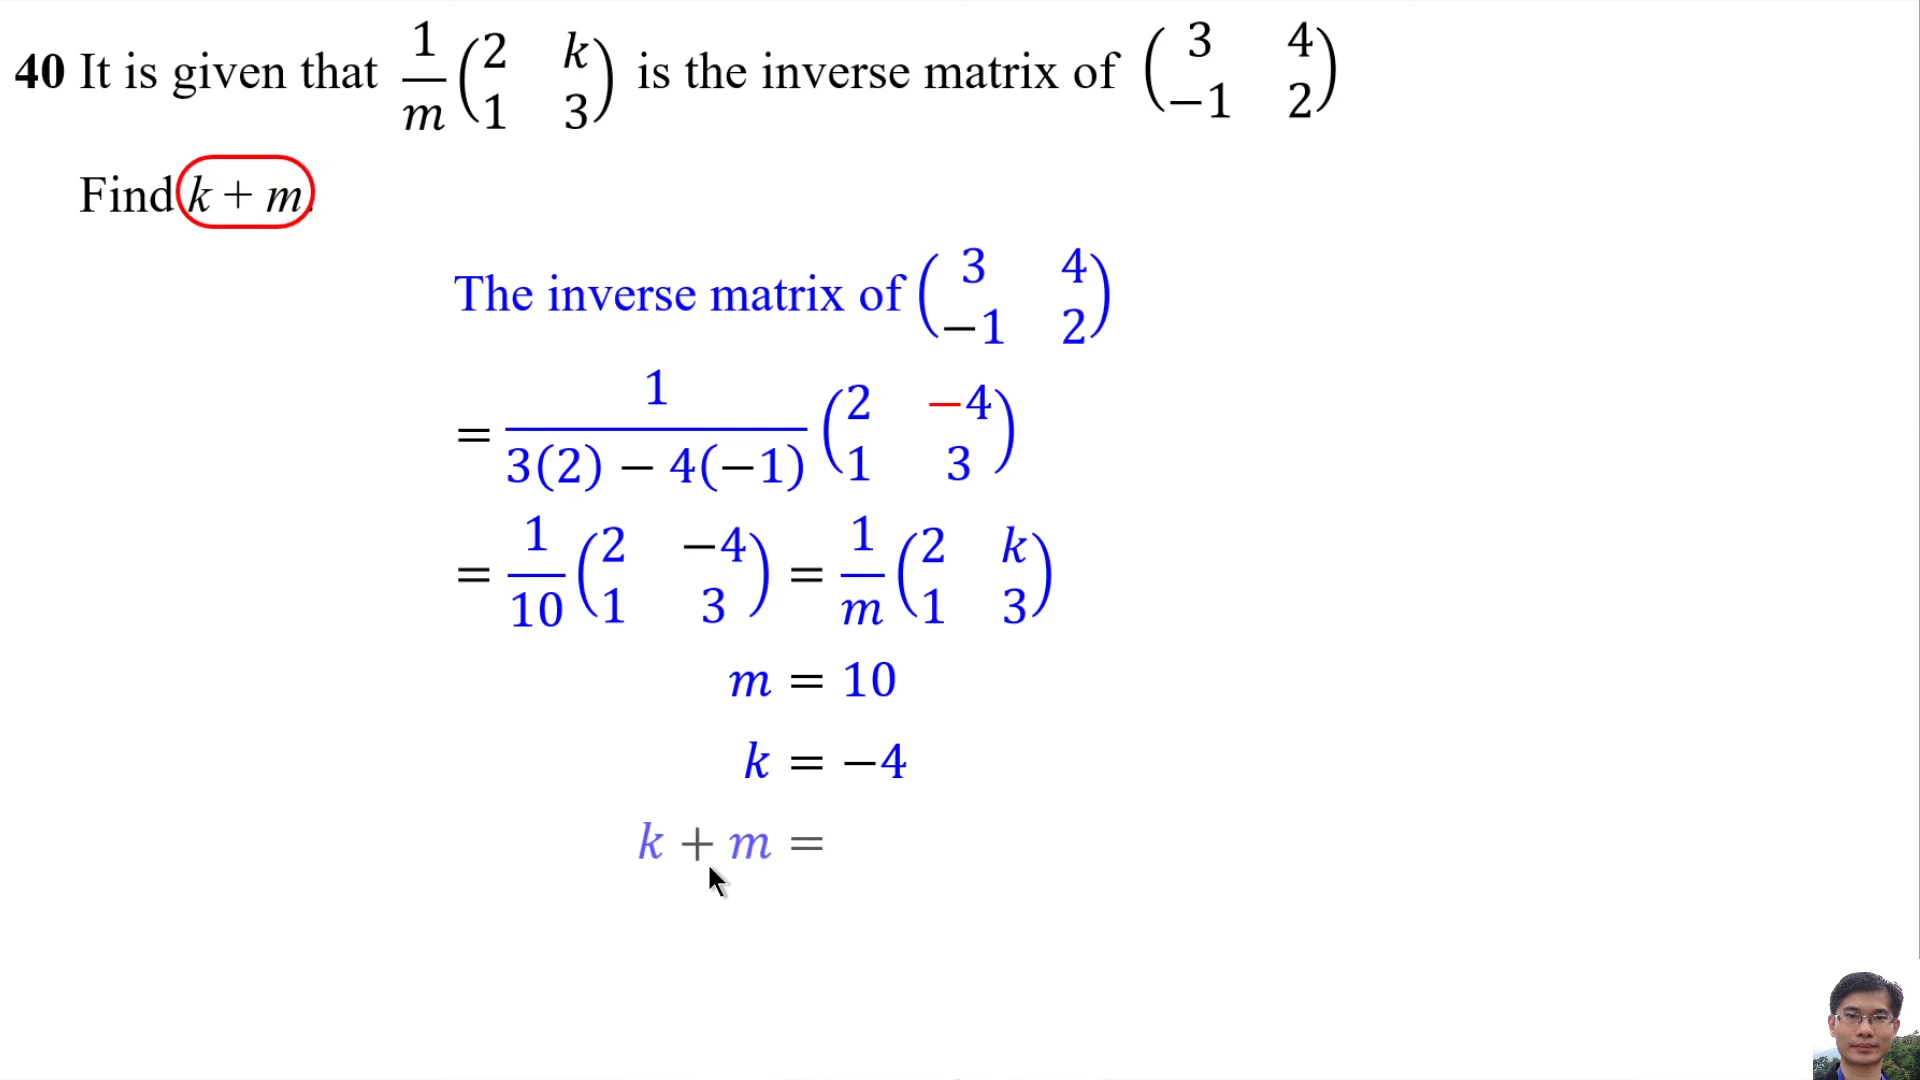 40 It is given that 1/m (2 k; 1 3) is the inverse matrix of (3 4; −1 2)
Find k + m.
The inverse matrix of (3 4; −1 2)
= 1/(3(2) − 4(−1)) (2 −4; 1 3)
= 1/10 (2 −4; 1 3) = 1/m (2 k; 1 3)
m = 10
k = −4
k + m =